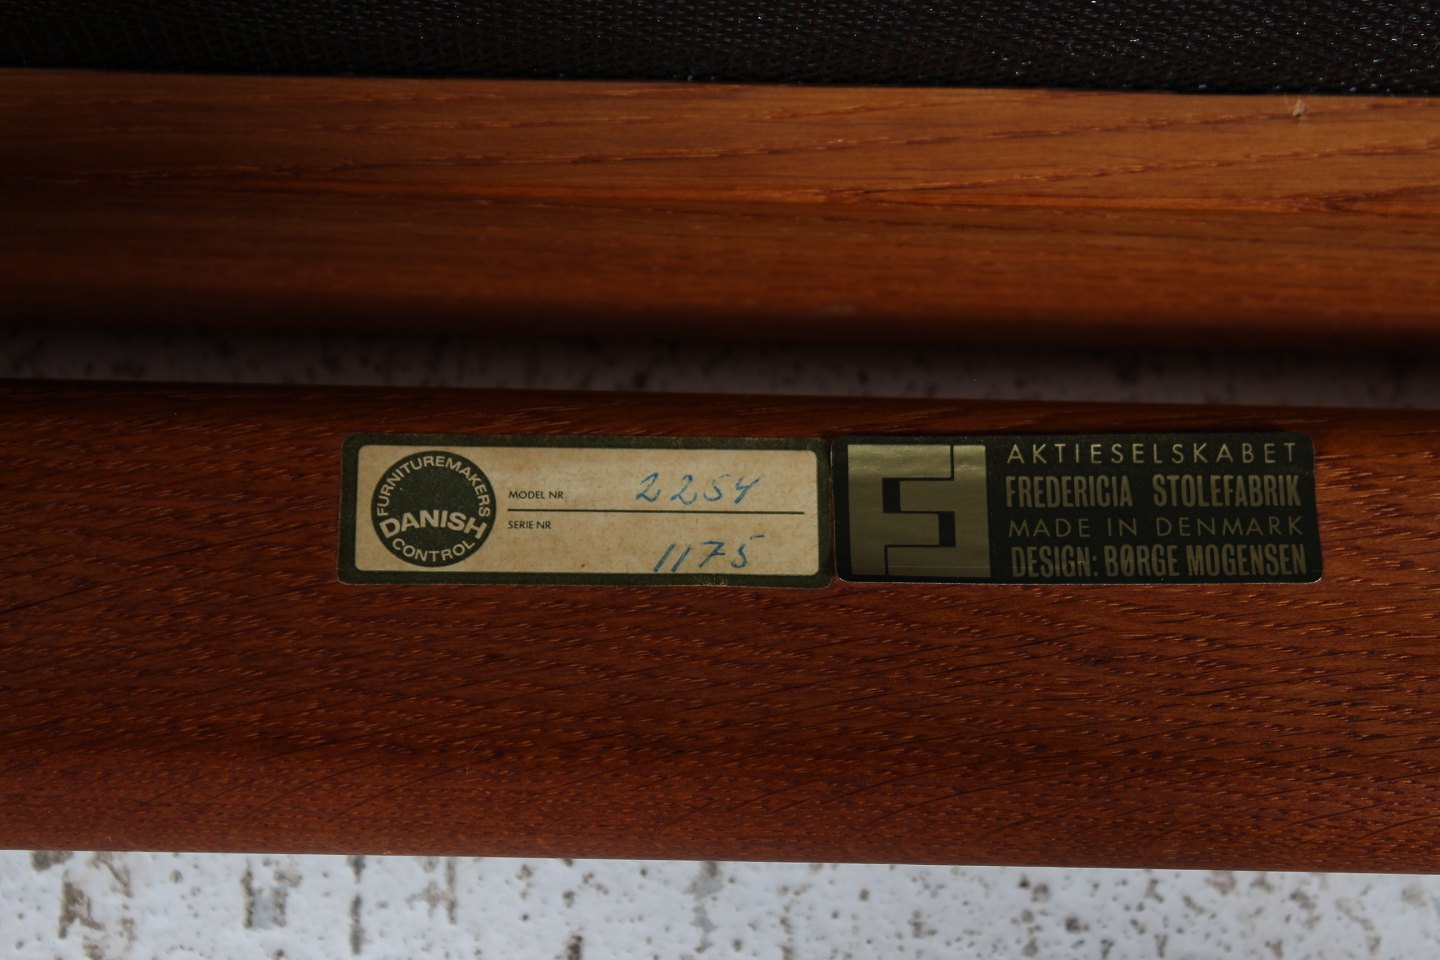 FURNITUREMAKERS
DANISH
CONTROL
MODEL NR. 2254
SERIE NR 1175
AKTIESELSKABET
FREDERICIA STOLEFABRIK
MADE IN DENMARK
DESIGN: BØRGE MOGENSEN